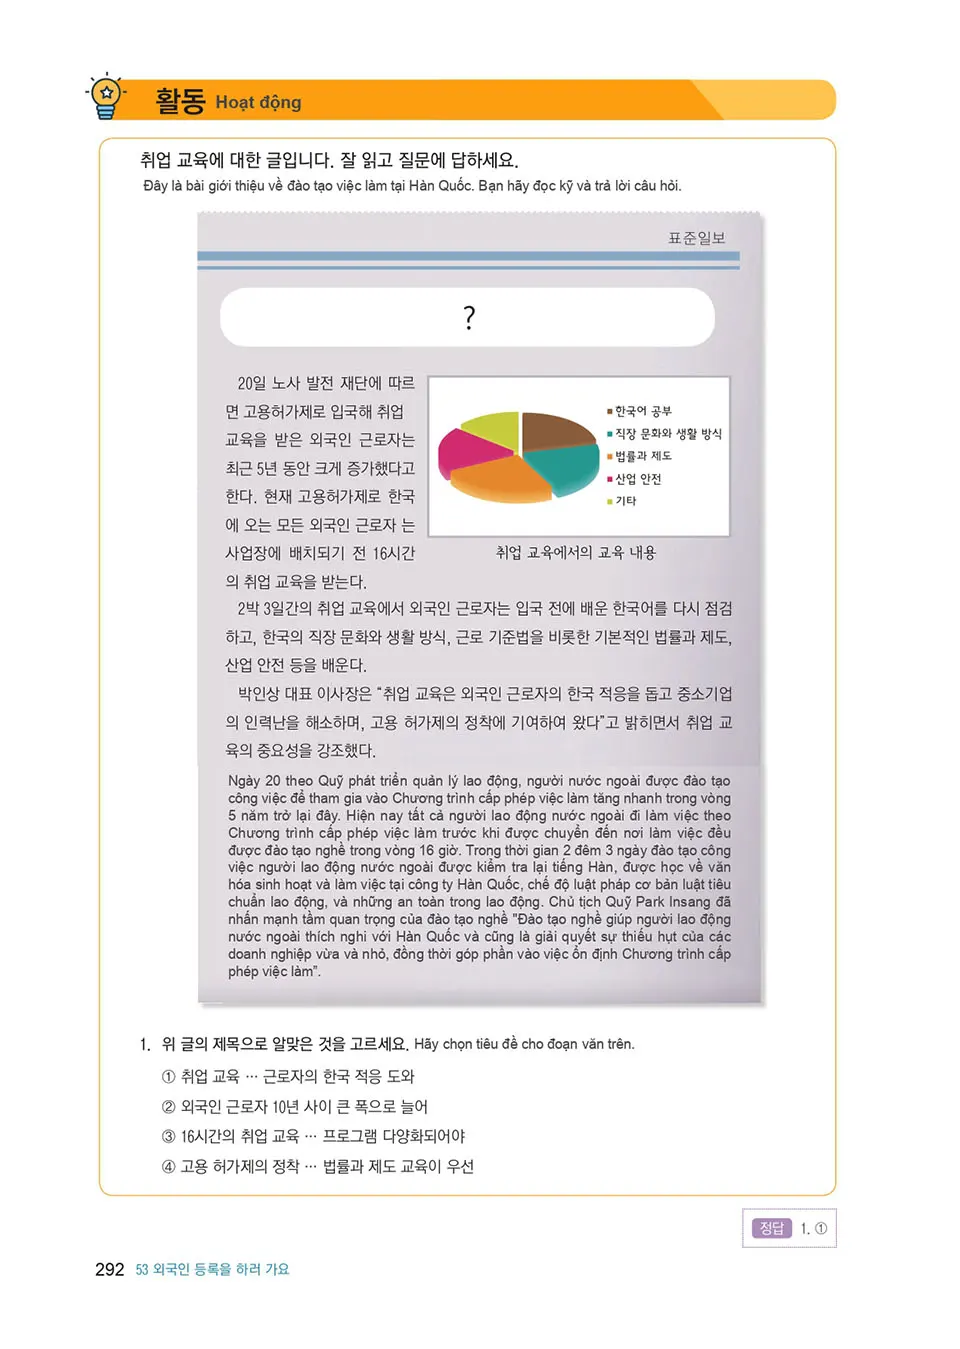 활동 Hoạt động
취업 교육에 대한 글입니다. 잘 읽고 질문에 답하세요.
Đây là bài giới thiệu về đào tạo việc làm tại Hàn Quốc. Bạn hãy đọc kỹ và trả lời câu hỏi.
표준일보
?
20일 노사 발전 재단에 따르
면 고용허가제로 입국해 취업
교육을 받은 외국인 근로자는
최근 5년 동안 크게 증가했다고
한다. 현재 고용허가제로 한국
에 오는 모든 외국인 근로자 는
사업장에 배치되기 전 16시간
의 취업 교육을 받는다.
한국어 공부
직장 문화와 생활 방식
법률과 제도
산업 안전
기타
취업 교육에서의 교육 내용
2박 3일간의 취업 교육에서 외국인 근로자는 입국 전에 배운 한국어를 다시 점검
하고, 한국의 직장 문화와 생활 방식, 근로 기준법을 비롯한 기본적인 법률과 제도,
산업 안전 등을 배운다.
박인상 대표 이사장은 “취업 교육은 외국인 근로자의 한국 적응을 돕고 중소기업
의 인력난을 해소하며, 고용 허가제의 정착에 기여하여 왔다”고 밝히면서 취업 교
육의 중요성을 강조했다.
Ngày 20 theo Quỹ phát triển quản lý lao động, người nước ngoài được đào tạo
công việc để tham gia vào Chương trình cấp phép việc làm tăng nhanh trong vòng
5 năm trở lại đây. Hiện nay tất cả người lao động nước ngoài đi làm việc theo
Chương trình cấp phép việc làm trước khi được chuyển đến nơi làm việc đều
được đào tạo nghề trong vòng 16 giờ. Trong thời gian 2 đêm 3 ngày đào tạo công
việc người lao động nước ngoài được kiểm tra lại tiếng Hàn, được học về văn
hóa sinh hoạt và làm việc tại công ty Hàn Quốc, chế độ luật pháp cơ bản luật tiêu
chuẩn lao động, và những an toàn trong lao động. Chủ tịch Quỹ Park Insang đã
nhấn mạnh tầm quan trọng của đào tạo nghề "Đào tạo nghề giúp người lao động
nước ngoài thích nghi với Hàn Quốc và cũng là giải quyết sự thiếu hụt của các
doanh nghiệp vừa và nhỏ, đồng thời góp phần vào việc ổn định Chương trình cấp
phép việc làm”.
1. 위 글의 제목으로 알맞은 것을 고르세요. Hãy chọn tiêu đề cho đoạn văn trên.
① 취업 교육 … 근로자의 한국 적응 도와
② 외국인 근로자 10년 사이 큰 폭으로 늘어
③ 16시간의 취업 교육 … 프로그램 다양화되어야
④ 고용 허가제의 정착 … 법률과 제도 교육이 우선
정답 1. ①
292 53 외국인 등록을 하러 가요